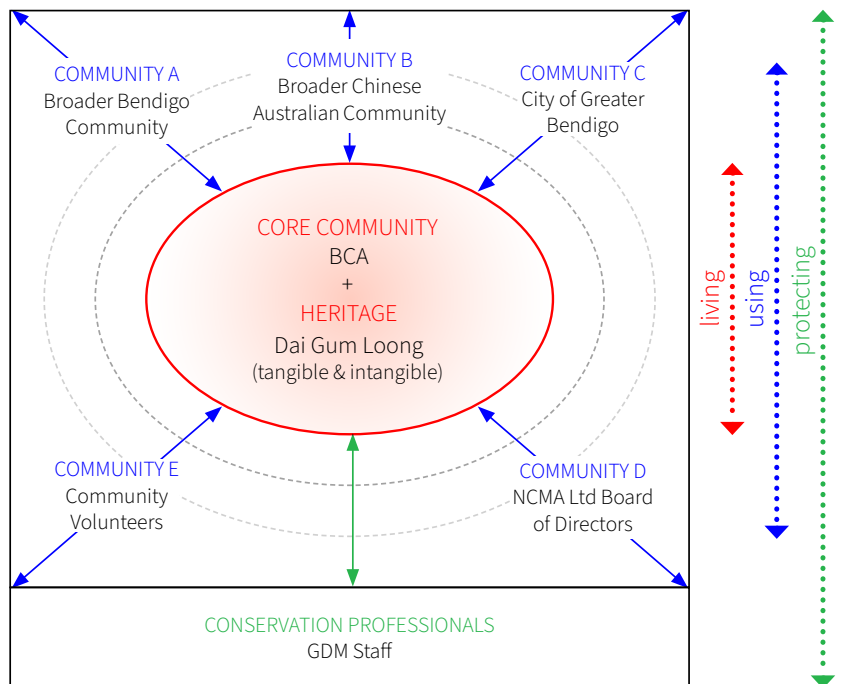 COMMUNITY A
Broader Bendigo
Community
COMMUNITY B
Broader Chinese
Australian Community
COMMUNITY C
City of Greater
Bendigo
CORE COMMUNITY
BCA
+
HERITAGE
Dai Gum Loong
(tangible & intangible)
COMMUNITY E
Community
Volunteers
COMMUNITY D
NCMA Ltd Board
of Directors
CONSERVATION PROFESSIONALS
GDM Staff
living
using
protecting